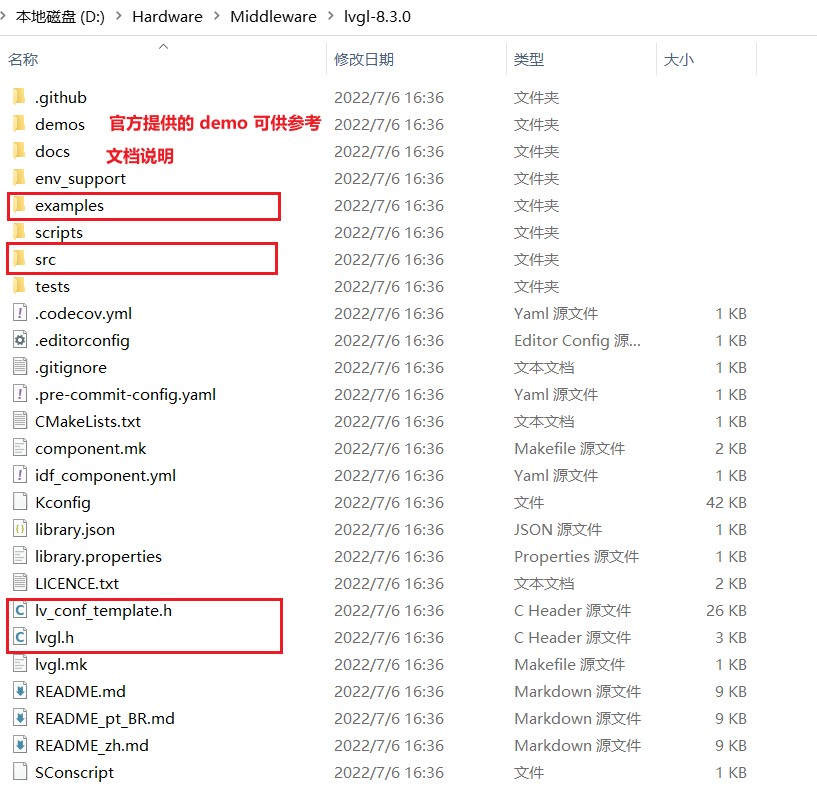 本地磁盘 (D:) > Hardware > Middleware > lvgl-8.3.0
名称 修改日期 类型 大小
.github 2022/7/6 16:36 文件夹
demos 官方提供的 demo 可供参考 2022/7/6 16:36 文件夹
docs 文档说明 2022/7/6 16:36 文件夹
env_support 2022/7/6 16:36 文件夹
examples 2022/7/6 16:36 文件夹
scripts 2022/7/6 16:36 文件夹
src 2022/7/6 16:36 文件夹
tests 2022/7/6 16:36 文件夹
.codecov.yml 2022/7/6 16:36 Yaml 源文件 1 KB
.editorconfig 2022/7/6 16:36 Editor Config 源... 1 KB
.gitignore 2022/7/6 16:36 文本文档 1 KB
.pre-commit-config.yaml 2022/7/6 16:36 Yaml 源文件 1 KB
CMakeLists.txt 2022/7/6 16:36 文本文档 1 KB
component.mk 2022/7/6 16:36 Makefile 源文件 2 KB
idf_component.yml 2022/7/6 16:36 Yaml 源文件 1 KB
Kconfig 2022/7/6 16:36 文件 42 KB
library.json 2022/7/6 16:36 JSON 源文件 1 KB
library.properties 2022/7/6 16:36 Properties 源文件 1 KB
LICENCE.txt 2022/7/6 16:36 文本文档 2 KB
lv_conf_template.h 2022/7/6 16:36 C Header 源文件 26 KB
lvgl.h 2022/7/6 16:36 C Header 源文件 3 KB
lvgl.mk 2022/7/6 16:36 Makefile 源文件 1 KB
README.md 2022/7/6 16:36 Markdown 源文件 9 KB
README_pt_BR.md 2022/7/6 16:36 Markdown 源文件 9 KB
README_zh.md 2022/7/6 16:36 Markdown 源文件 9 KB
SConscript 2022/7/6 16:36 文件 1 KB